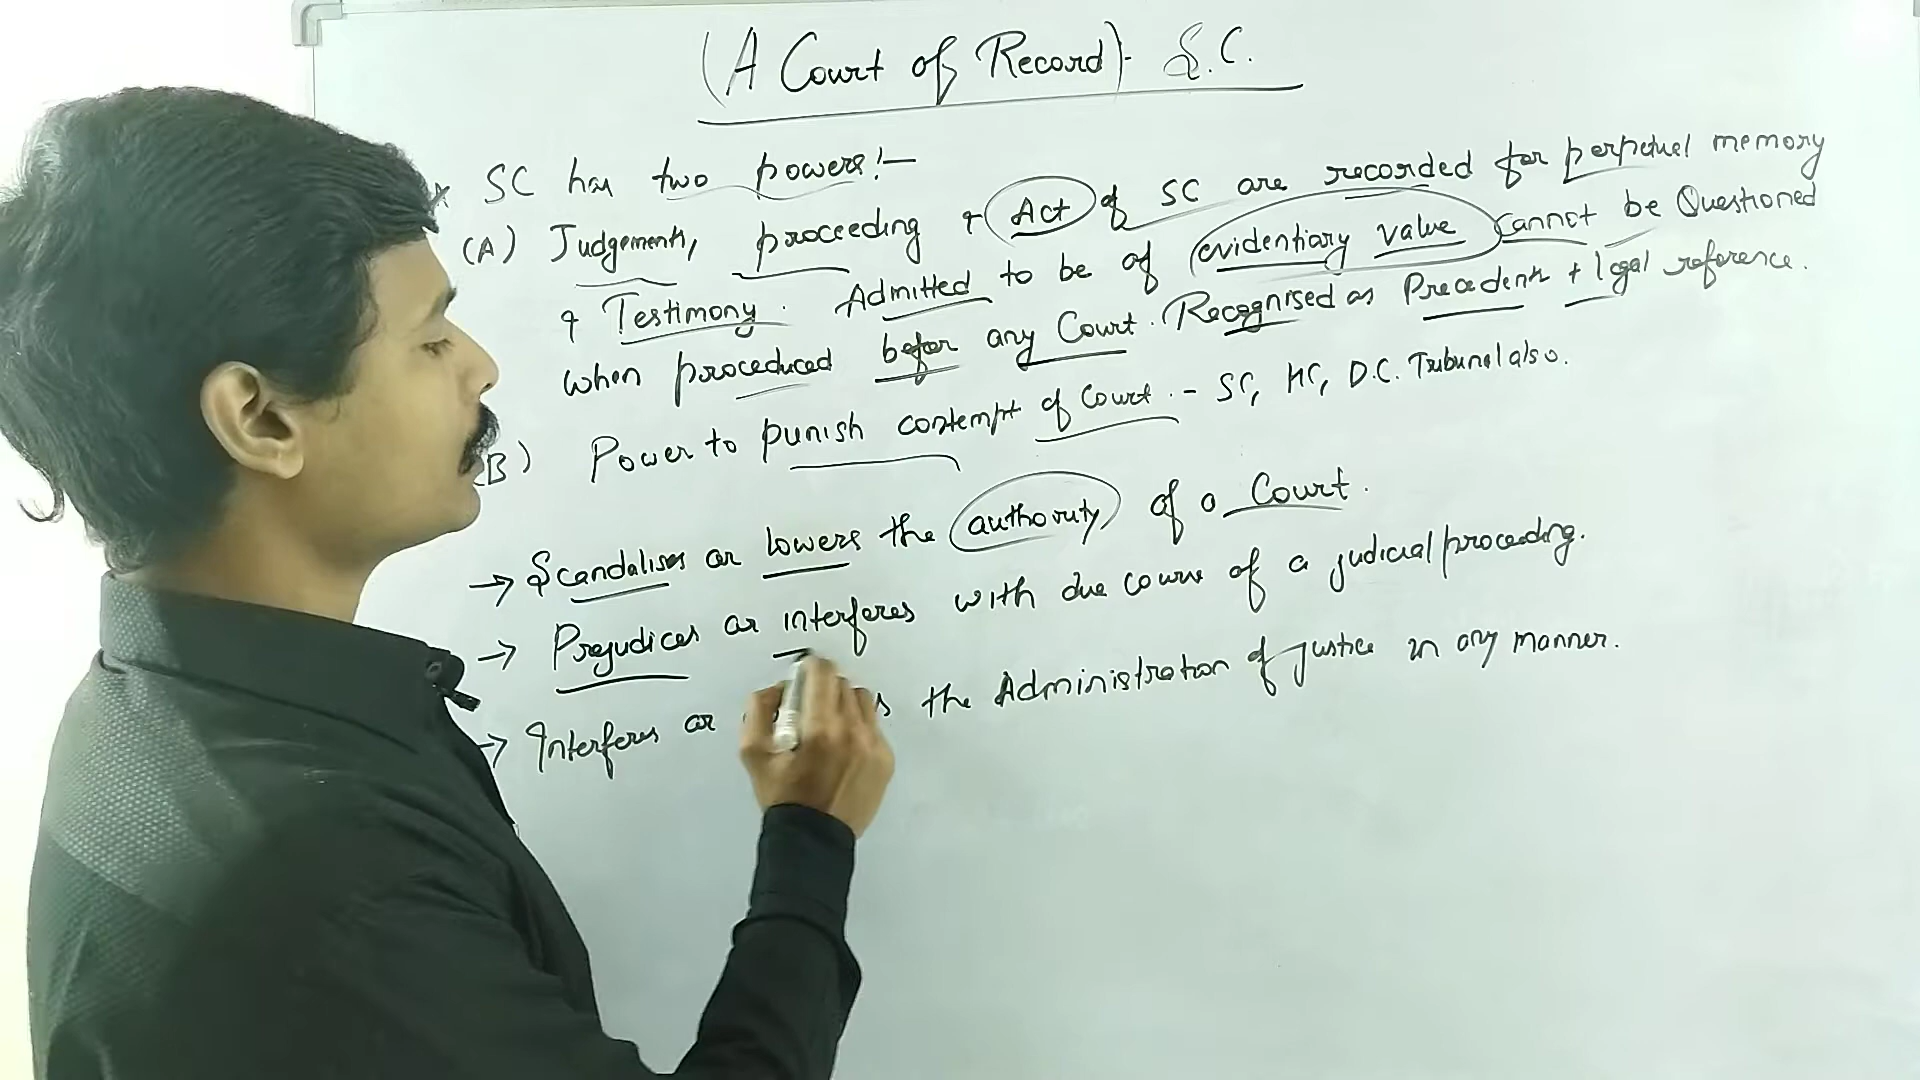 (A Court of Record)- S.C.
* SC has two powers:-
(A) Judgements, proceeding & Act of SC are recorded for perpetual memory
& Testimony. Admitted to be of evidentiary value cannot be Questioned
when proceduced before any Court. Recognised as Precedents & legal reference.
(B) Power to punish contempt of Court. - SC, HC, D.C. Tribunal also.
→ Scandalises or lowers the authority of a Court.
→ Prejudices or interferes with due course of a judicial proceeding.
→ Interferes or the Administration of justice in any manner.